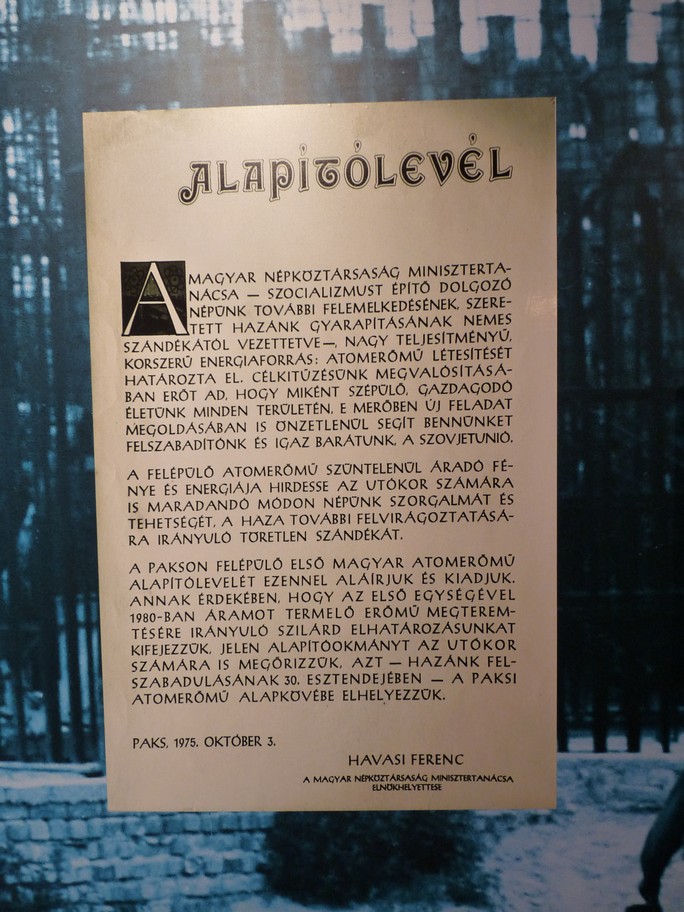 ALAPÍTÓLEVÉL
A MAGYAR NÉPKÖZTÁRSASÁG MINISZTERTA-
NÁCSA — SZOCIALIZMUST ÉPÍTŐ DOLGOZÓ
NÉPÜNK TOVÁBBI FELEMELKEDÉSÉNEK, SZERE-
TETT HAZÁNK GYARAPÍTÁSÁNAK NEMES
SZÁNDÉKÁTÓL VEZETTETVE—, NAGY TELJESÍTMÉNYŰ,
KORSZERŰ ENERGIAFORRÁS: ATOMERŐMŰ LÉTESÍTÉSÉT
HATÁROZTA EL. CÉLKITŰZÉSÜNK MEGVALÓSÍTÁSÁ-
BAN ERŐT AD, HOGY MIKÉNT SZÉPÜLŐ, GAZDAGODÓ
ÉLETÜNK MINDEN TERÜLETÉN, E MERŐBEN ÚJ FELADAT
MEGOLDÁSÁBAN IS ÖNZETLENÜL SEGÍT BENNÜNKET
FELSZABADÍTÓNK ÉS IGAZ BARÁTUNK, A SZOVJETUNIÓ.
A FELÉPÜLŐ ATOMERŐMŰ SZÜNTELENÜL ÁRADÓ FÉ-
NYE ÉS ENERGIÁJA HIRDESSE AZ UTÓKOR SZÁMÁRA
IS MARADANDÓ MÓDON NÉPÜNK SZORGALMÁT ÉS
TEHETSÉGÉT, A HAZA TOVÁBBI FELVIRÁGOZTATÁSÁ-
RA IRÁNYULÓ TÖRETLEN SZÁNDÉKÁT.
A PAKSON FELÉPÜLŐ ELSŐ MAGYAR ATOMERŐMŰ
ALAPÍTÓLEVELÉT EZENNEL ALÁÍRJUK ÉS KIADJUK.
ANNAK ÉRDEKÉBEN, HOGY AZ ELSŐ EGYSÉGÉVEL
1980-BAN ÁRAMOT TERMELŐ ERŐMŰ MEGTEREM-
TÉSÉRE IRÁNYULÓ SZILÁRD ELHATÁROZÁSUNKAT
KIFEJEZZÜK, JELEN ALAPÍTÓOKMÁNYT AZ UTÓKOR
SZÁMÁRA IS MEGŐRIZZÜK, AZT — HAZÁNK FEL-
SZABADULÁSÁNAK 30. ESZTENDEJÉBEN — A PAKSI
ATOMERŐMŰ ALAPKÖVÉBE ELHELYEZZÜK.
PAKS, 1975. OKTÓBER 3.
HAVASI FERENC
A MAGYAR NÉPKÖZTÁRSASÁG MINISZTERTANÁCSA
ELNÖKHELYETTESE